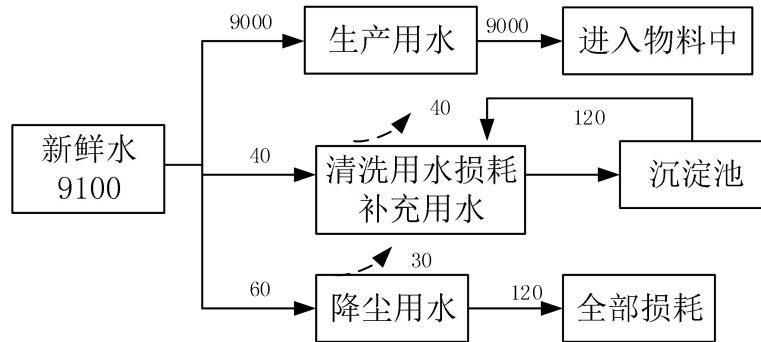 9000
生产用水
9000
进入物料中
新鲜水
9100
40
40
清洗用水损耗
补充用水
120
沉淀池
60
30
降尘用水
120
全部损耗